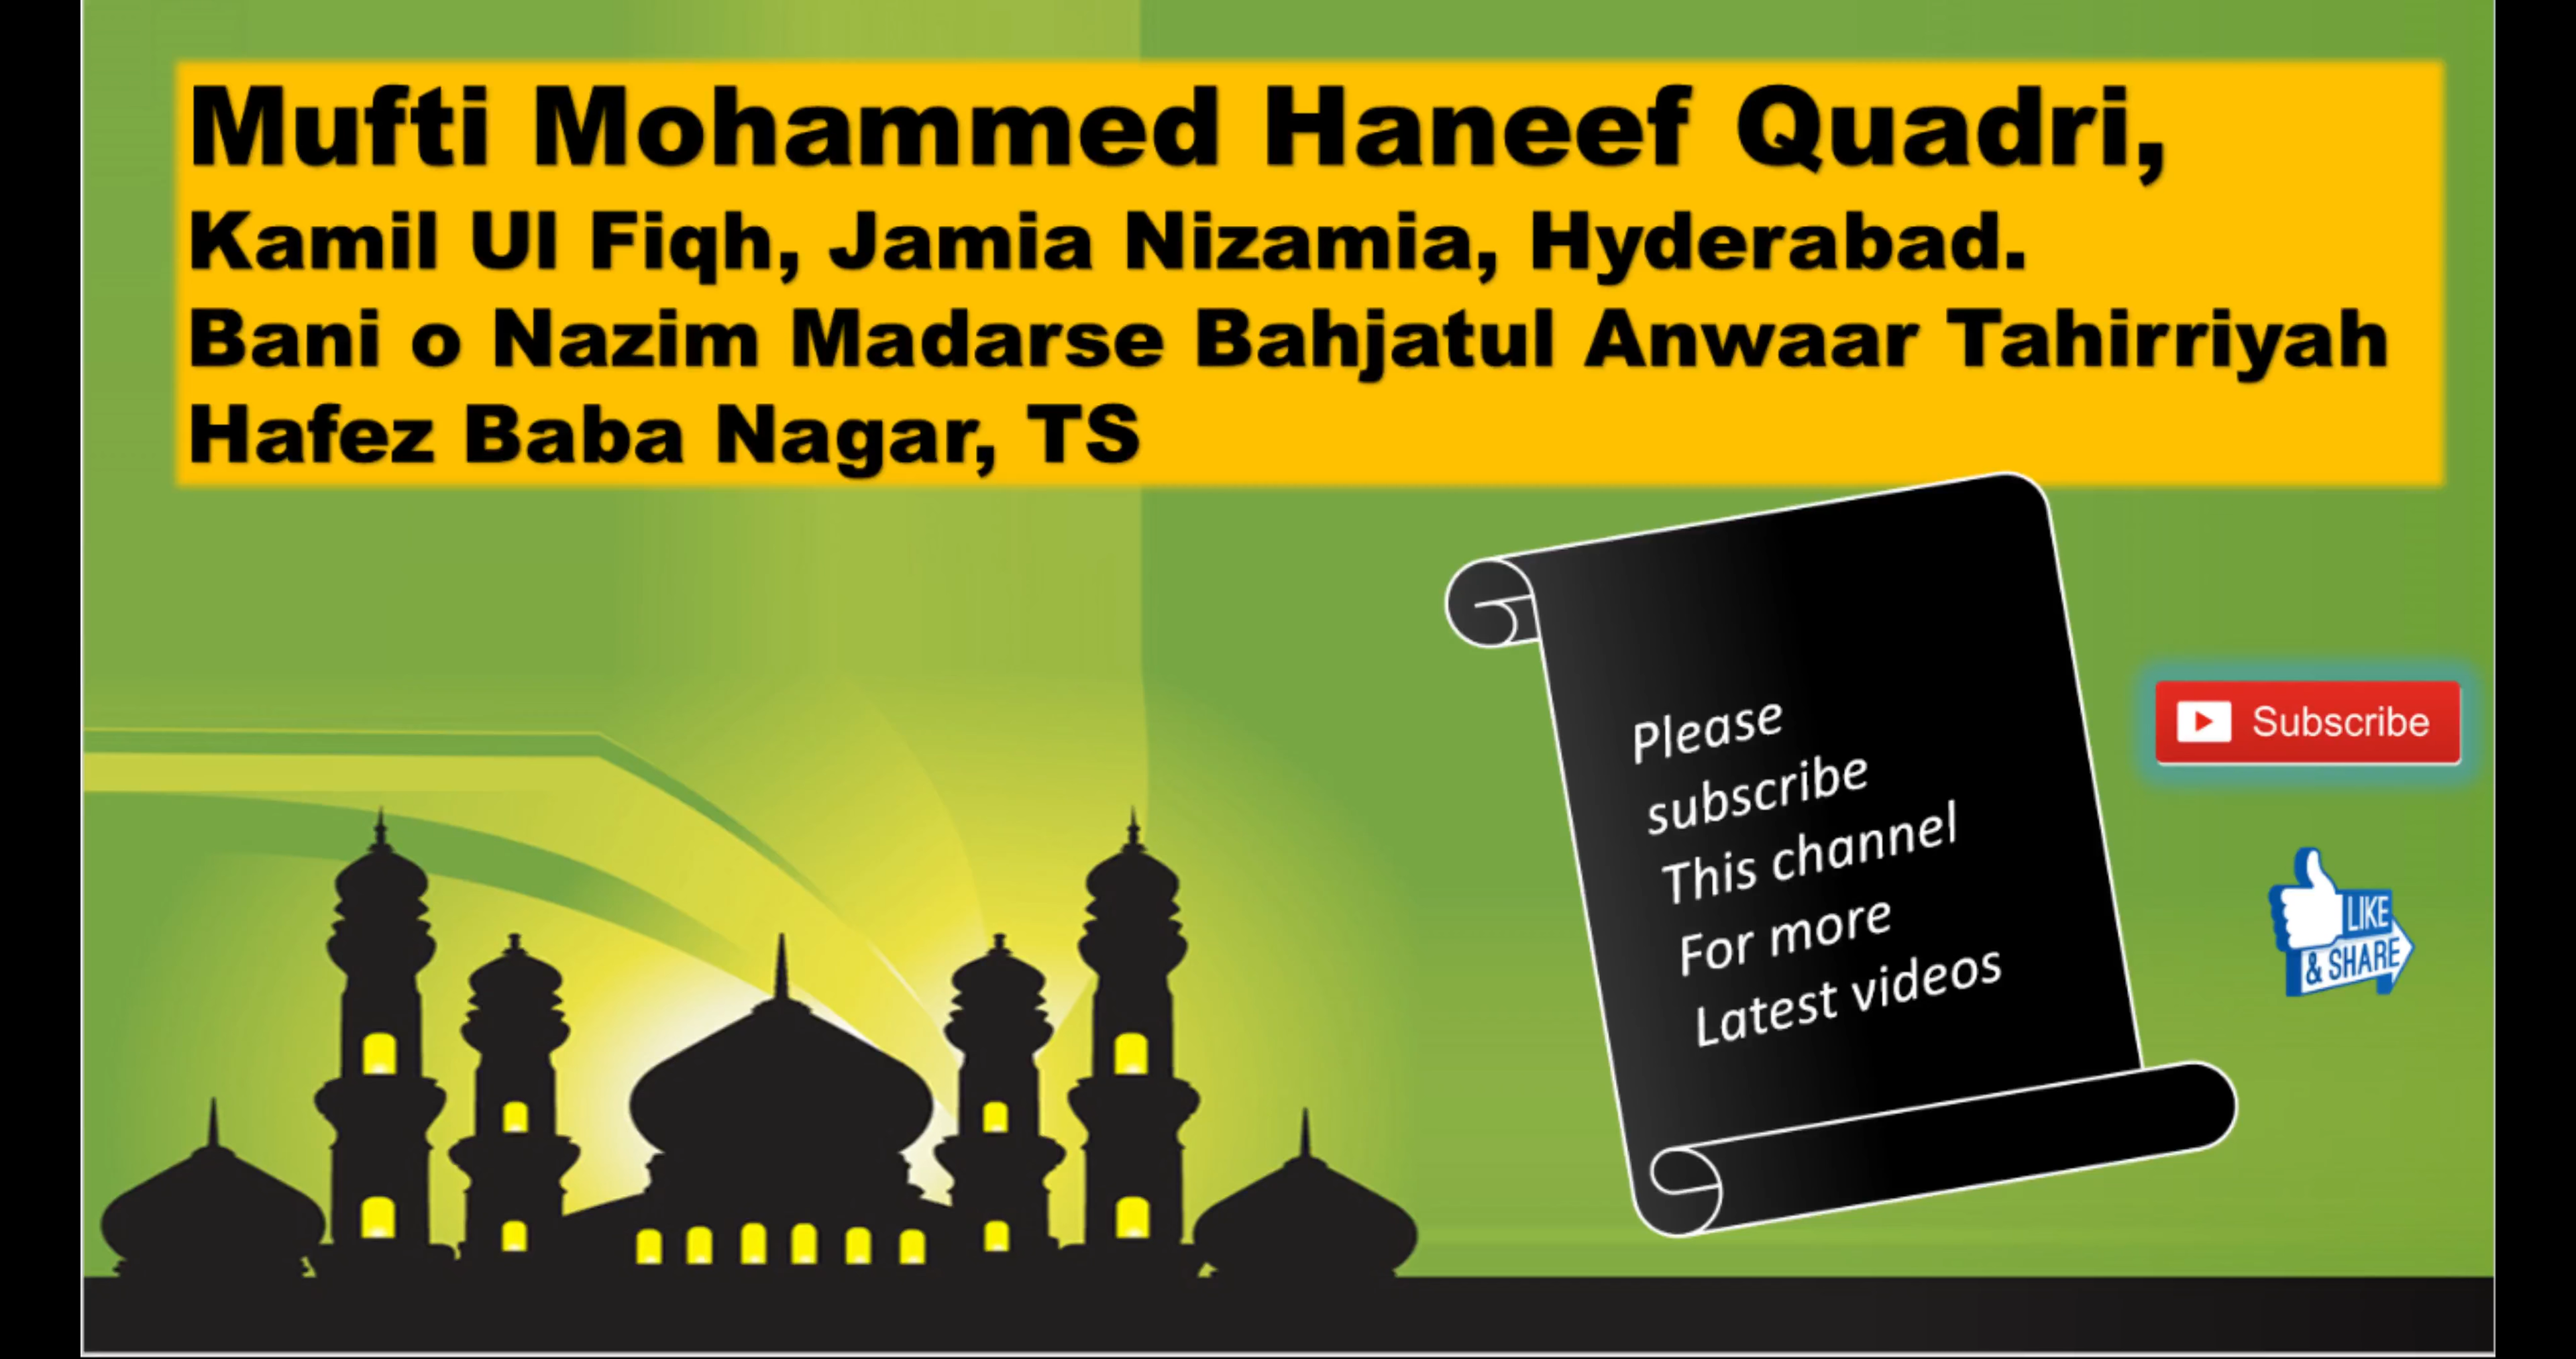 Mufti Mohammed Haneef Quadri,
Kamil Ul Fiqh, Jamia Nizamia, Hyderabad.
Bani o Nazim Madarse Bahjatul Anwaar Tahirriyah
Hafez Baba Nagar, TS
Please
subscribe
This channel
For more
Latest videos
Subscribe
LIKE
& SHARE